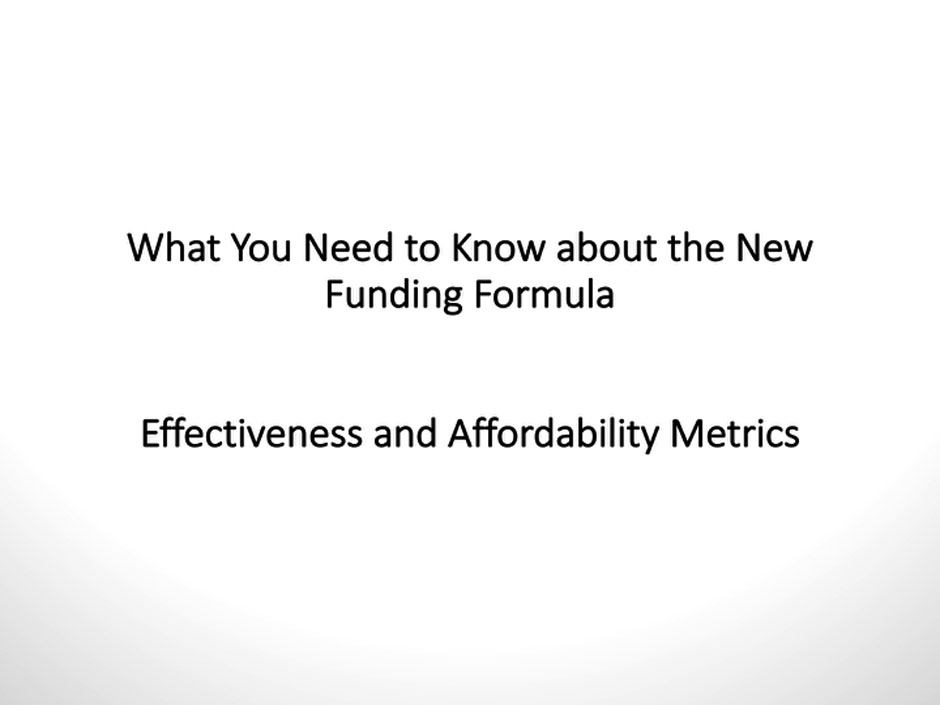 What You Need to Know about the New
Funding Formula
Effectiveness and Affordability Metrics